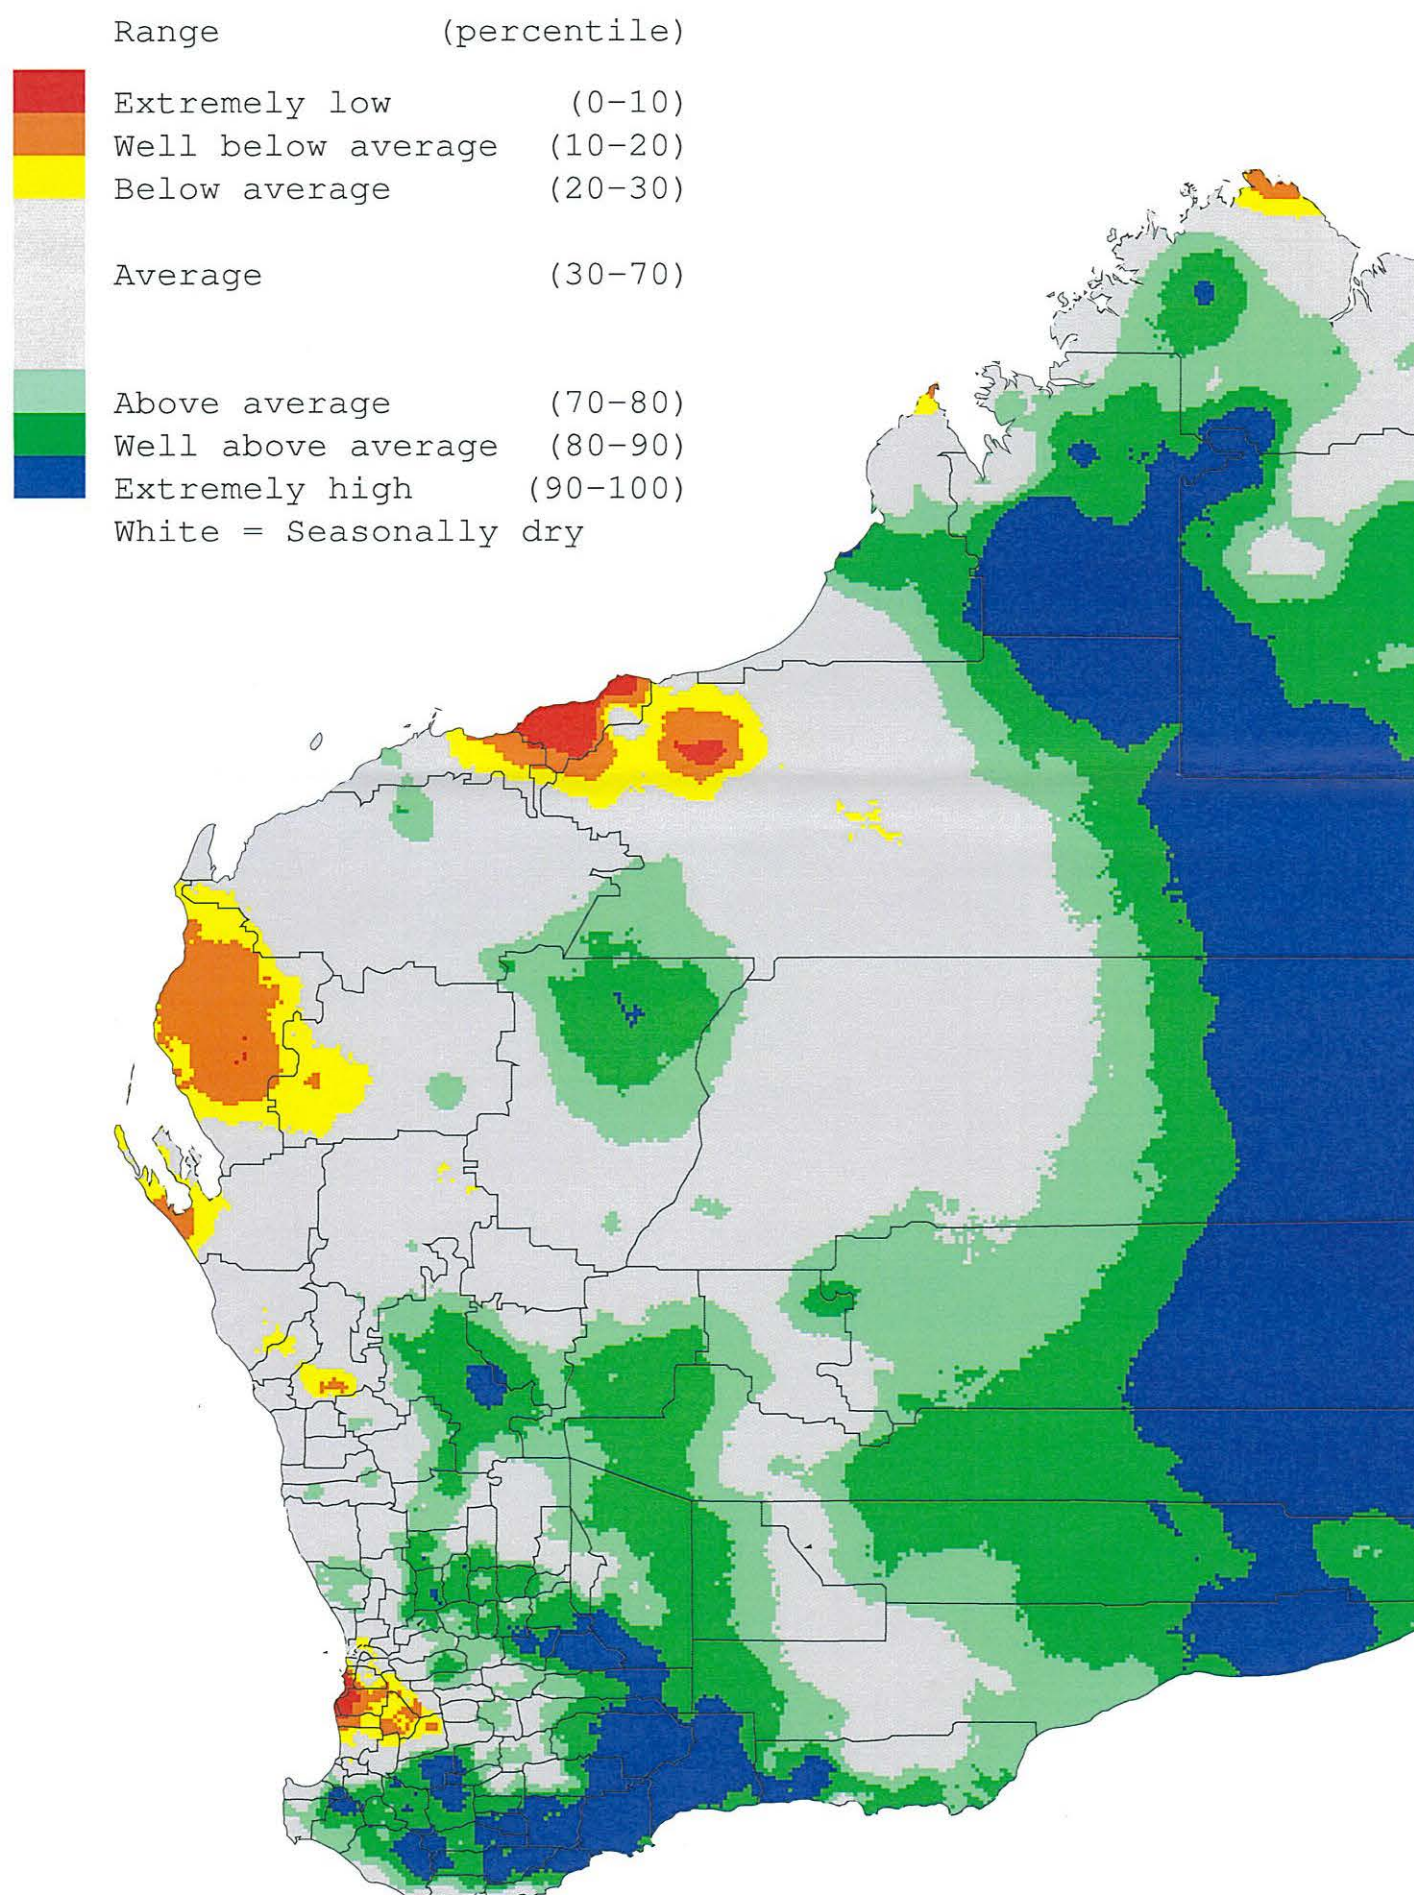 Range (percentile)
Extremely low (0-10)
Well below average (10-20)
Below average (20-30)
Average (30-70)
Above average (70-80)
Well above average (80-90)
Extremely high (90-100)
White = Seasonally dry